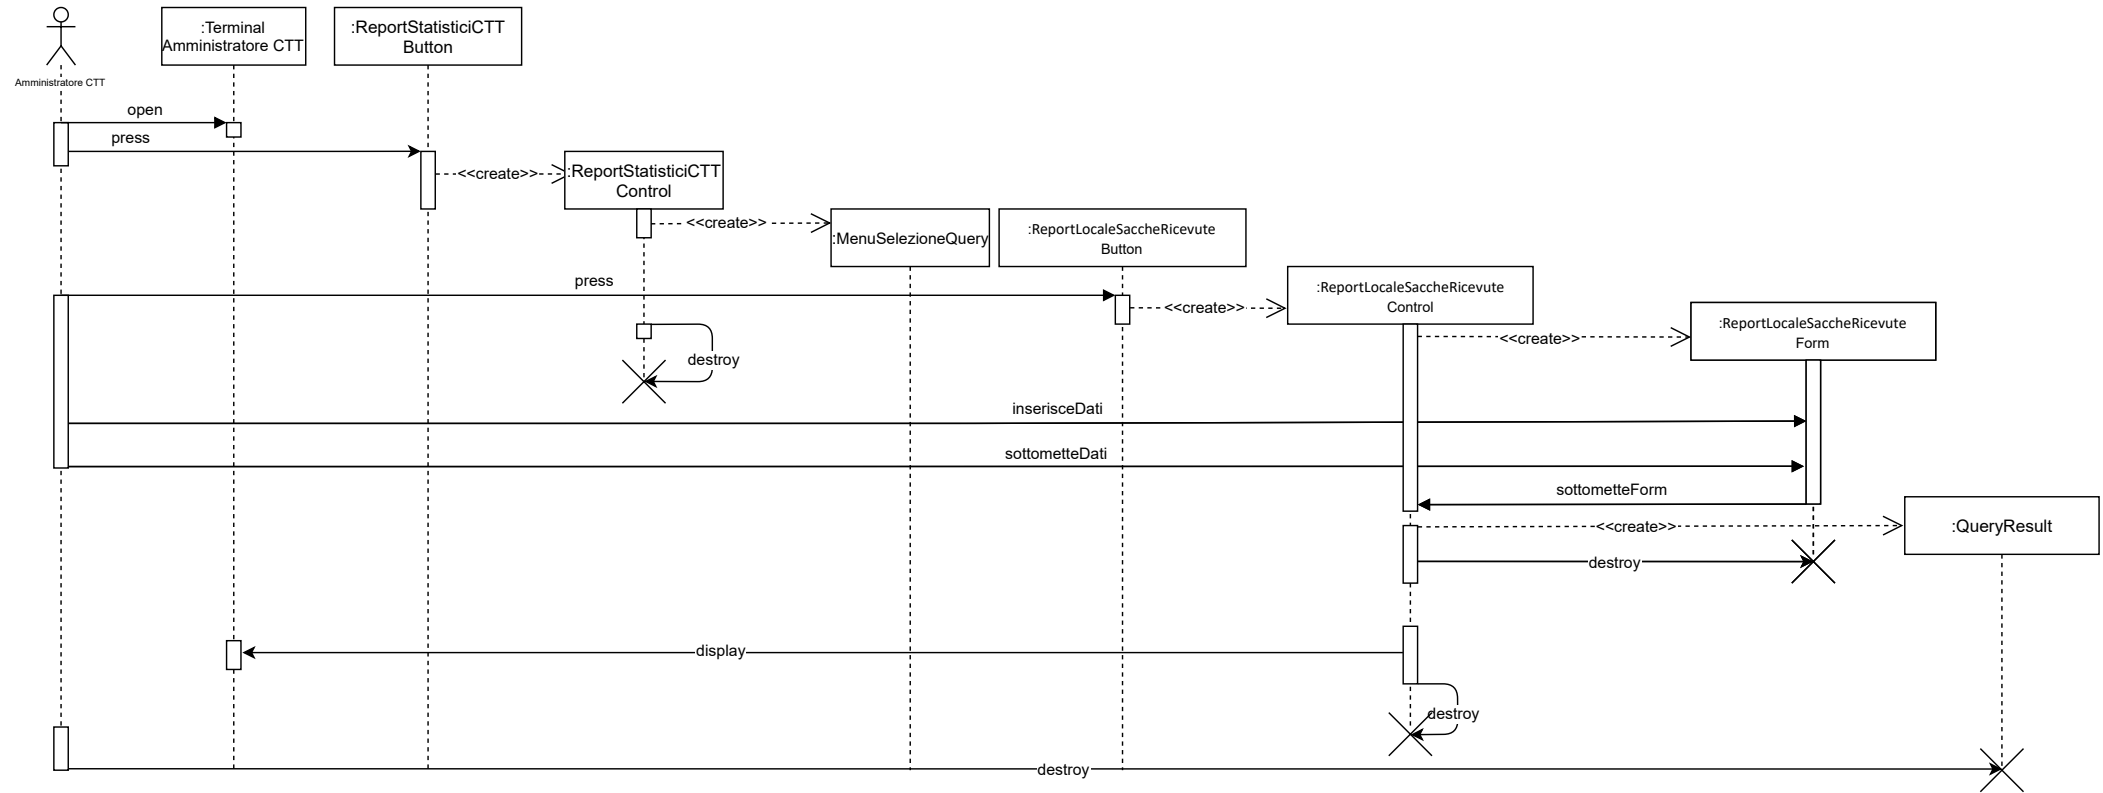 :Terminal
Amministratore CTT
:ReportStatisticiCTT
Button
Amministratore CTT
open
press
<<create>>
:ReportStatisticiCTT
Control
<<create>>
:MenuSelezioneQuery
:ReportLocaleSaccheRicevute
Button
press
<<create>>
:ReportLocaleSaccheRicevute
Control
<<create>>
:ReportLocaleSaccheRicevute
Form
destroy
inserisceDati
sottometteDati
sottometteForm
<<create>>
:QueryResult
destroy
display
destroy
destroy